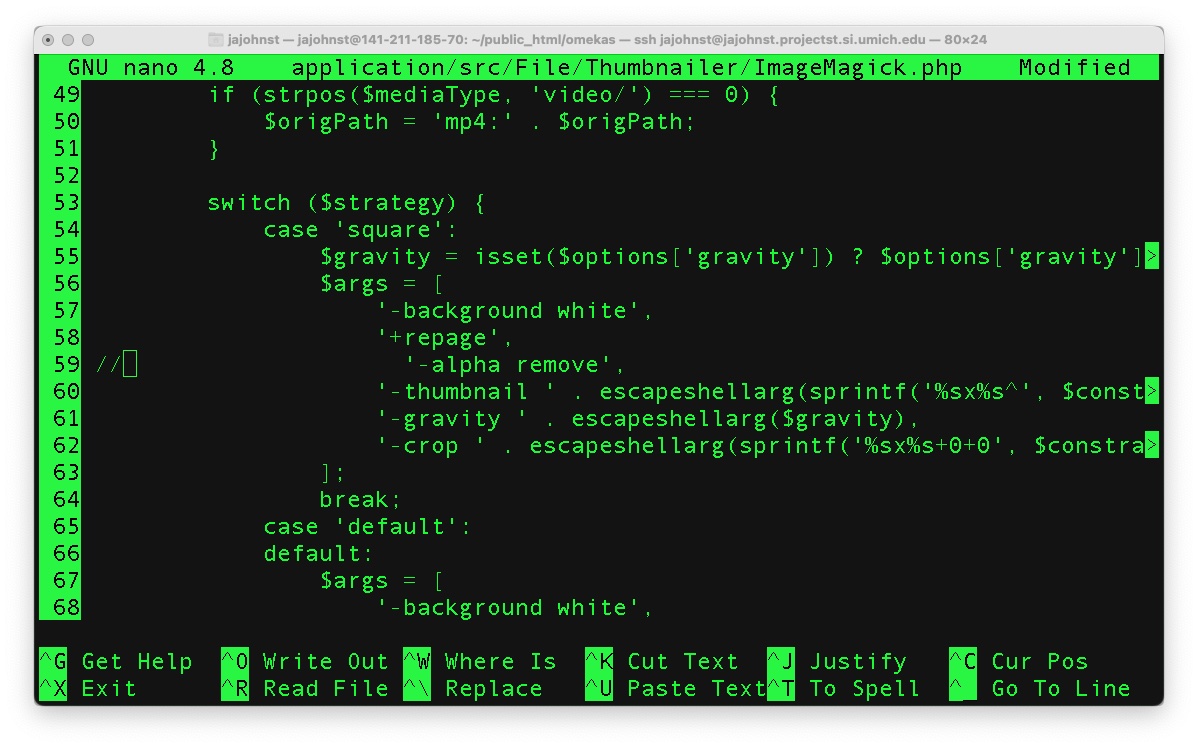 jajohnst — jajohnst@141-211-185-70: ~/public_html/omekas — ssh jajohnst@jajohnst.projectst.si.umich.edu — 80×24
GNU nano 4.8    application/src/File/Thumbnailer/ImageMagick.php    Modified
49         if (strpos($mediaType, 'video/') === 0) {
50             $origPath = 'mp4:' . $origPath;
51         }
52
53         switch ($strategy) {
54             case 'square':
55                 $gravity = isset($options['gravity']) ? $options['gravity']>
56                 $args = [
57                     '-background white',
58                     '+repage',
59 //                    '-alpha remove',
60                     '-thumbnail ' . escapeshellarg(sprintf('%sx%s^', $const>
61                     '-gravity ' . escapeshellarg($gravity),
62                     '-crop ' . escapeshellarg(sprintf('%sx%s+0+0', $constra>
63                 ];
64                 break;
65             case 'default':
66             default:
67                 $args = [
68                     '-background white',
^G Get Help  ^O Write Out ^W Where Is  ^K Cut Text  ^J Justify   ^C Cur Pos
^X Exit      ^R Read File ^\ Replace   ^U Paste Text^T To Spell  ^_ Go To Line